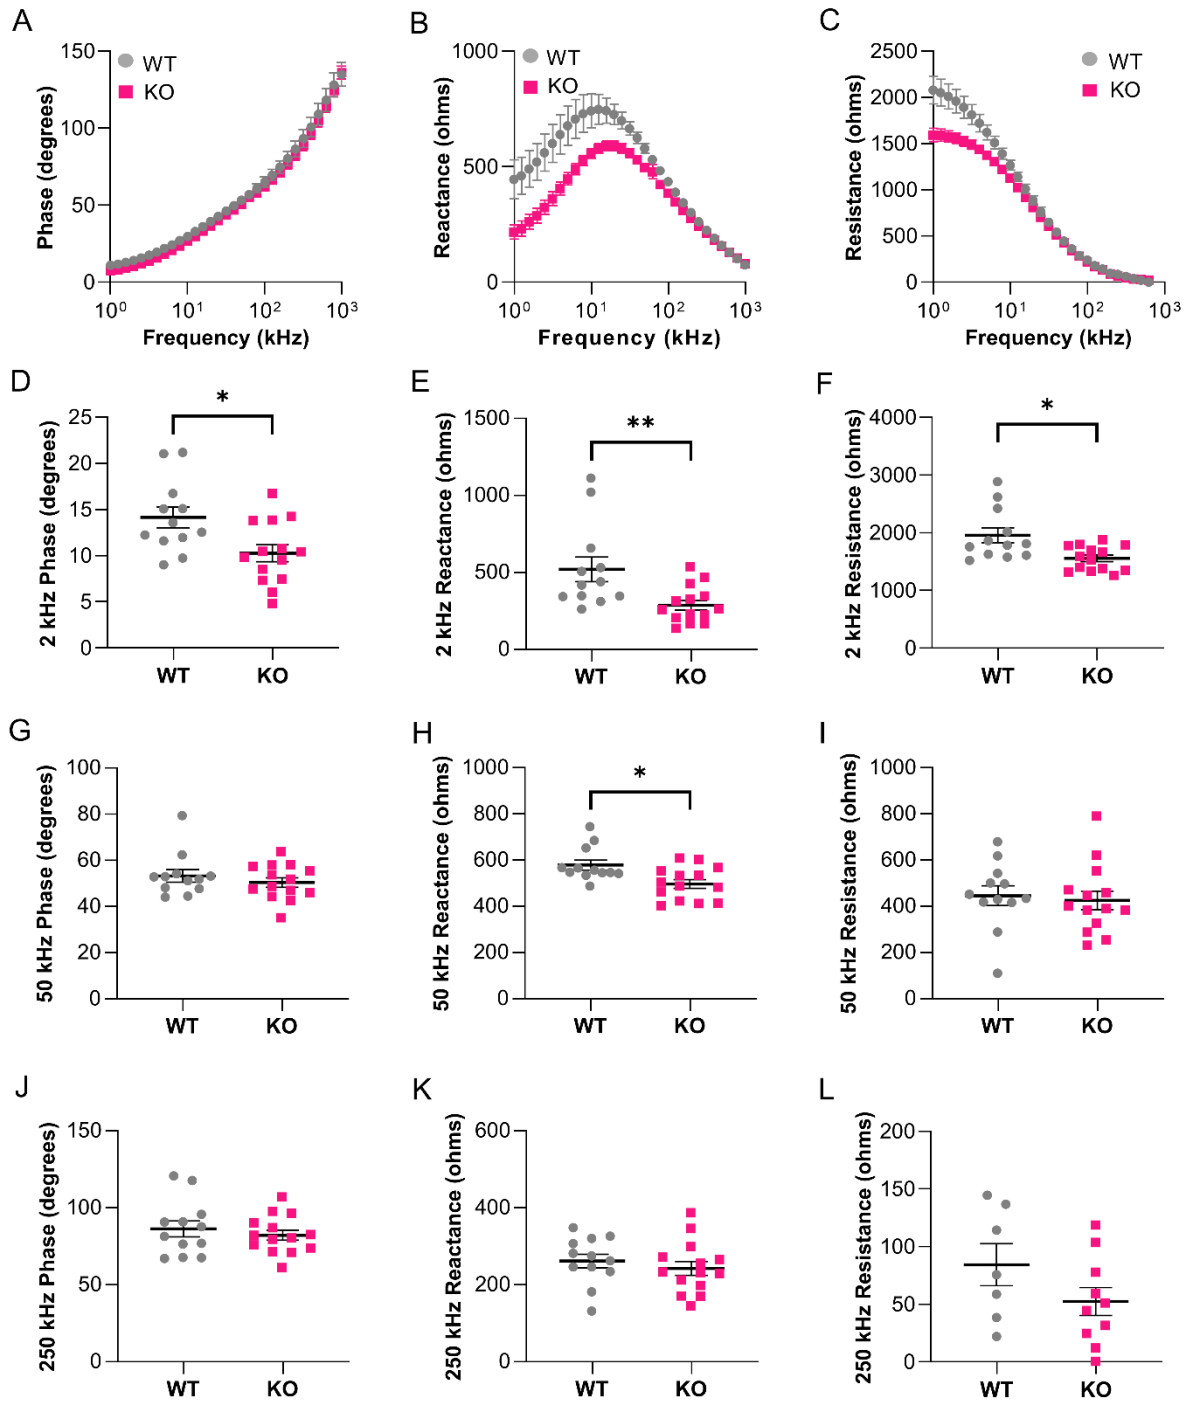 A
B
C
150
100
50
0
Phase (degrees)
WT
KO
10⁰ 10¹ 10² 10³
Frequency (kHz)
1000
500
0
Reactance (ohms)
WT
KO
10⁰ 10¹ 10² 10³
Frequency (kHz)
2500
2000
1500
1000
500
0
Resistance (ohms)
WT
KO
10⁰ 10¹ 10² 10³
Frequency (kHz)
D
E
F
25
20
15
10
5
0
2 kHz Phase (degrees)
*
WT KO
1500
1000
500
0
2 kHz Reactance (ohms)
**
WT KO
4000
3000
2000
1000
0
2 kHz Resistance (ohms)
*
WT KO
G
H
I
100
80
60
40
20
0
50 kHz Phase (degrees)
WT KO
1000
800
600
400
200
0
50 kHz Reactance (ohms)
*
WT KO
1000
800
600
400
200
0
50 kHz Resistance (ohms)
WT KO
J
K
L
150
100
50
0
250 kHz Phase (degrees)
WT KO
600
400
200
0
250 kHz Reactance (ohms)
WT KO
200
150
100
50
0
250 kHz Resistance (ohms)
WT KO